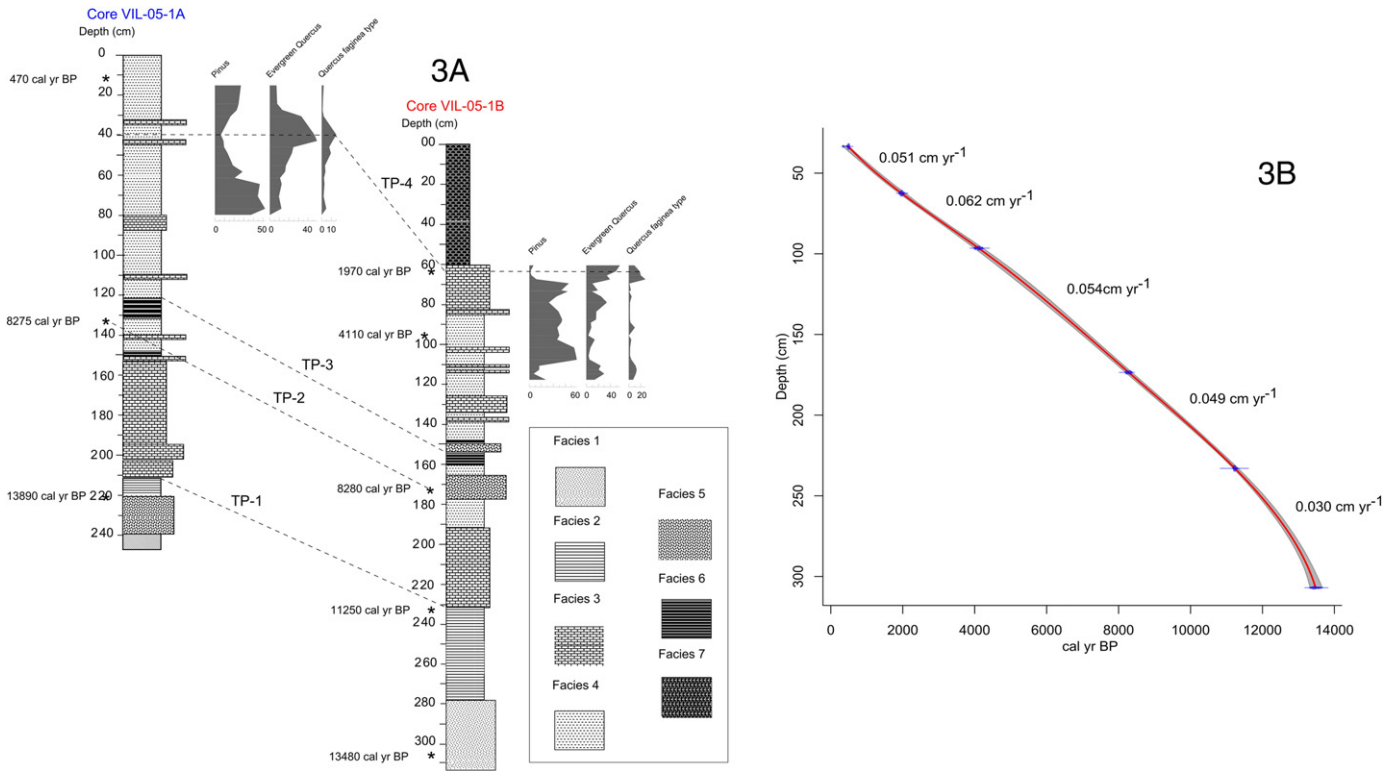 Core VIL-05-1A
Depth (cm)
0
20
40
60
80
100
120
140
160
180
200
220
240
470 cal yr BP *
8275 cal yr BP *
13890 cal yr BP *
Pinus
Evergreen Quercus
Quercus faginea type
0 50 0 40 0 10
3A
Core VIL-05-1B
Depth (cm)
00
20
40
60
80
100
120
140
160
180
200
220
240
260
280
300
1970 cal yr BP *
4110 cal yr BP *
8280 cal yr BP *
11250 cal yr BP *
13480 cal yr BP *
TP-4
TP-3
TP-2
TP-1
Pinus
Evergreen Quercus
Quercus faginea type
0 60 0 40 0 20
Facies 1
Facies 2
Facies 3
Facies 4
Facies 5
Facies 6
Facies 7
3B
Depth (cm)
50
100
150
200
250
300
0.051 cm yr-1
0.062 cm yr-1
0.054cm yr-1
0.049 cm yr-1
0.030 cm yr-1
0 2000 4000 6000 8000 10000 12000 14000
cal yr BP